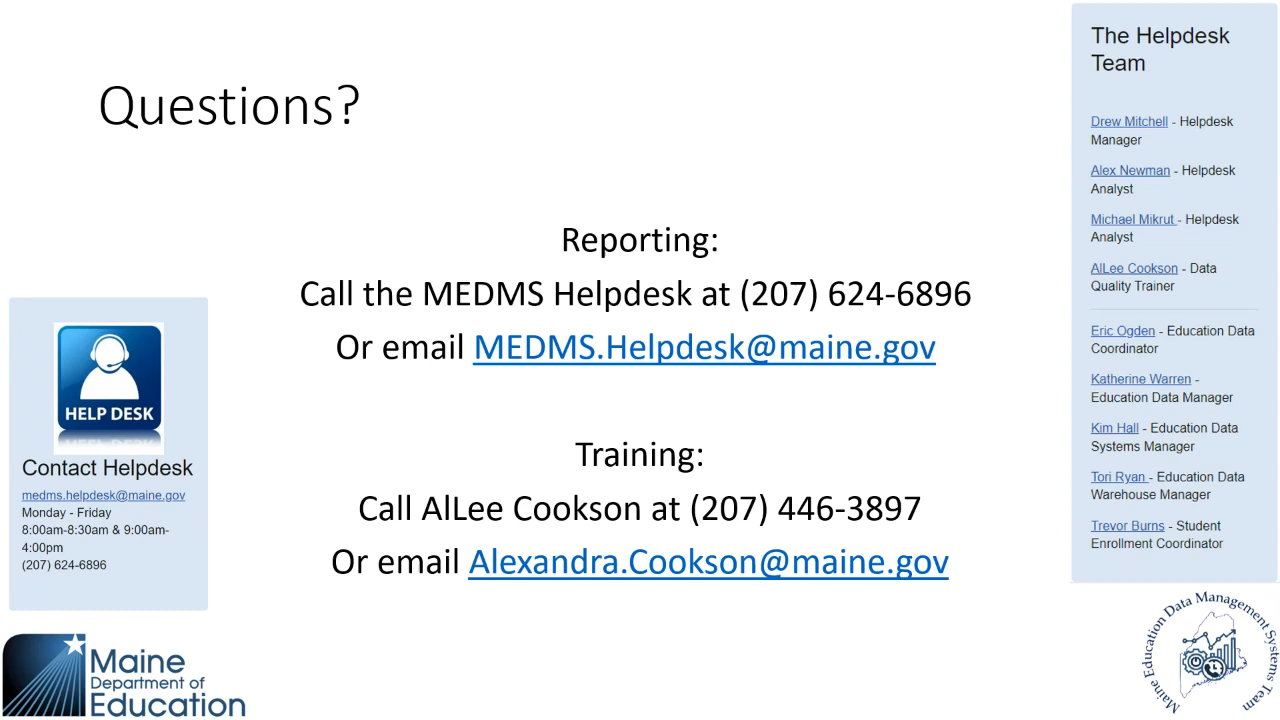 Questions?
Reporting:
Call the MEDMS Helpdesk at (207) 624-6896
Or email MEDMS.Helpdesk@maine.gov
Training:
Call AlLee Cookson at (207) 446-3897
Or email Alexandra.Cookson@maine.gov
HELP DESK
Contact Helpdesk
medms.helpdesk@maine.gov
Monday - Friday
8:00am-8:30am & 9:00am-
4:00pm
(207) 624-6896
Maine
Department of
Education
The Helpdesk
Team
Drew Mitchell - Helpdesk
Manager
Alex Newman - Helpdesk
Analyst
Michael Mikrut - Helpdesk
Analyst
AlLee Cookson - Data
Quality Trainer
Eric Ogden - Education Data
Coordinator
Katherine Warren -
Education Data Manager
Kim Hall - Education Data
Systems Manager
Tori Ryan - Education Data
Warehouse Manager
Trevor Burns - Student
Enrollment Coordinator
Maine Education Data Management Systems Team